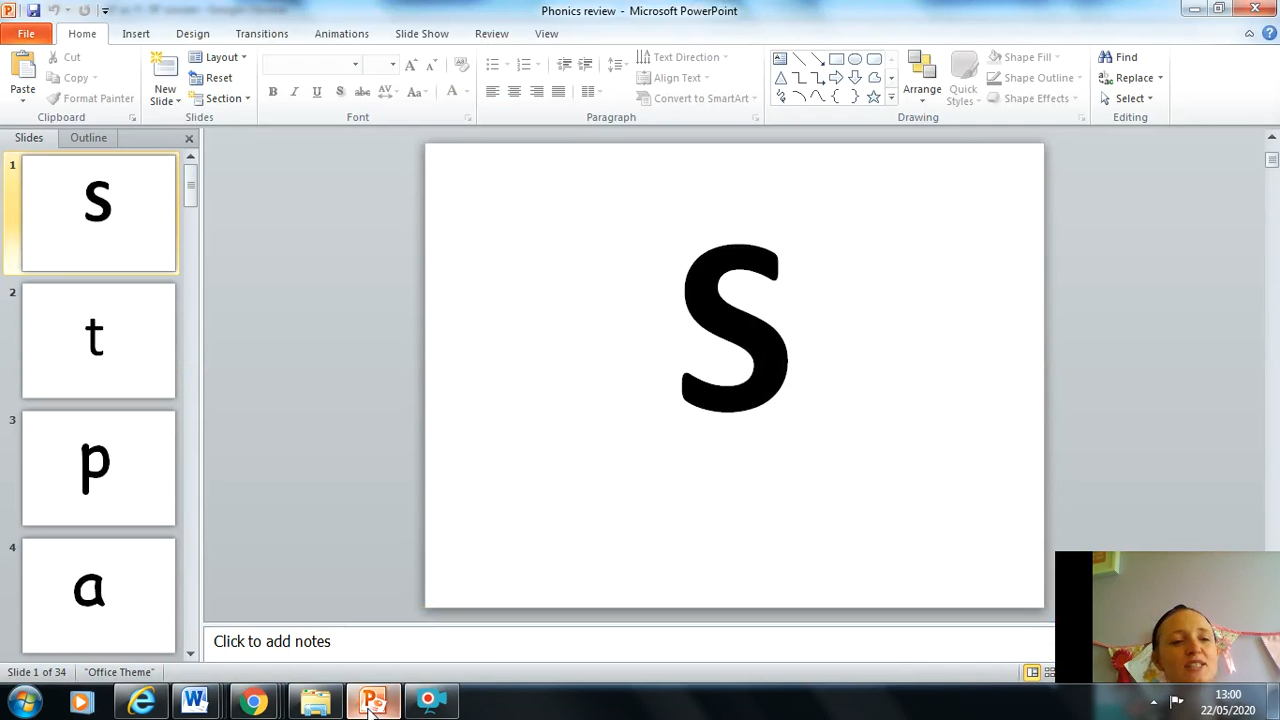 Phonics review - Microsoft PowerPoint
File Home Insert Design Transitions Animations Slide Show Review View
Cut
Copy
Format Painter
Paste
Clipboard
New Slide
Layout
Reset
Section
Slides
B I U S abc AV Aa A
Font
Text Direction
Align Text
Convert to SmartArt
Paragraph
Arrange
Quick Styles
Shape Fill
Shape Outline
Shape Effects
Drawing
Find
Replace
Select
Editing
Slides Outline
1
s
2
t
3
p
4
a
s
Click to add notes
Slide 1 of 34 "Office Theme"
13:00
22/05/2020